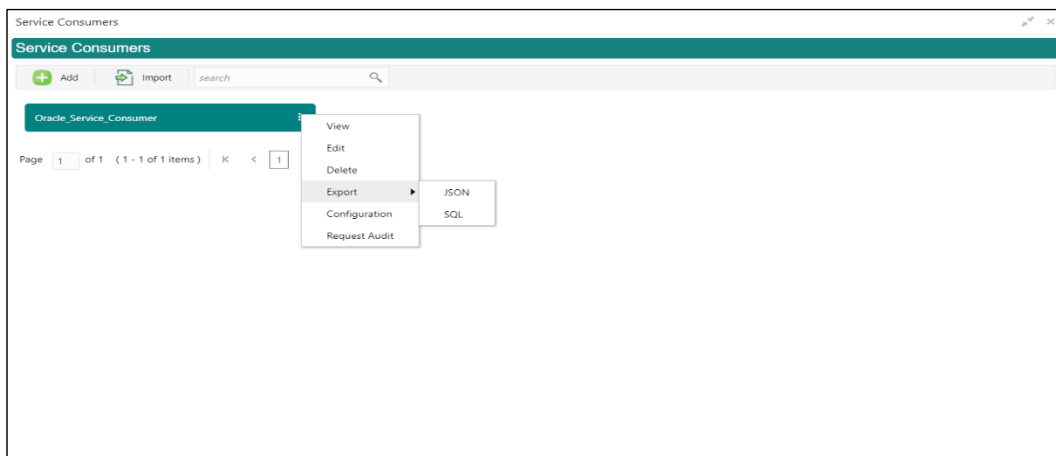 Service Consumers
Service Consumers
Add Import search
Oracle_Service_Consumer
View
Edit
Delete
Export JSON
Configuration SQL
Request Audit
Page 1 of 1 ( 1 - 1 of 1 items ) K < 1